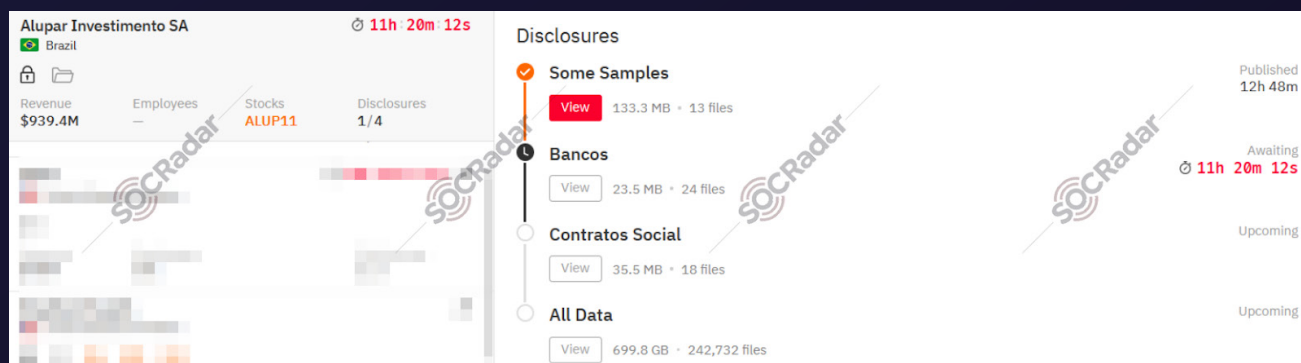 Alupar Investimento SA
11h:20m:12s
Brazil
Revenue Employees Stocks Disclosures
$939.4M — ALUP11 1/4
Disclosures
Some Samples
Published
12h 48m
View 133.3 MB • 13 files
Bancos
Awaiting
11h 20m 12s
View 23.5 MB • 24 files
Contratos Social
Upcoming
View 35.5 MB • 18 files
All Data
Upcoming
View 699.8 GB • 242,732 files
SOCRadar
SOCRadar
SOCRadar
SOCRadar
SOCRadar
SOCRadar
SOCRadar